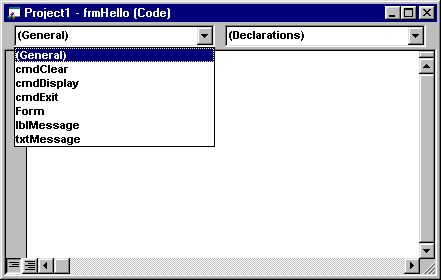 Project1 - frmHello (Code)
(General) (Declarations)
(General)
cmdClear
cmdDisplay
cmdExit
Form
lblMessage
txtMessage